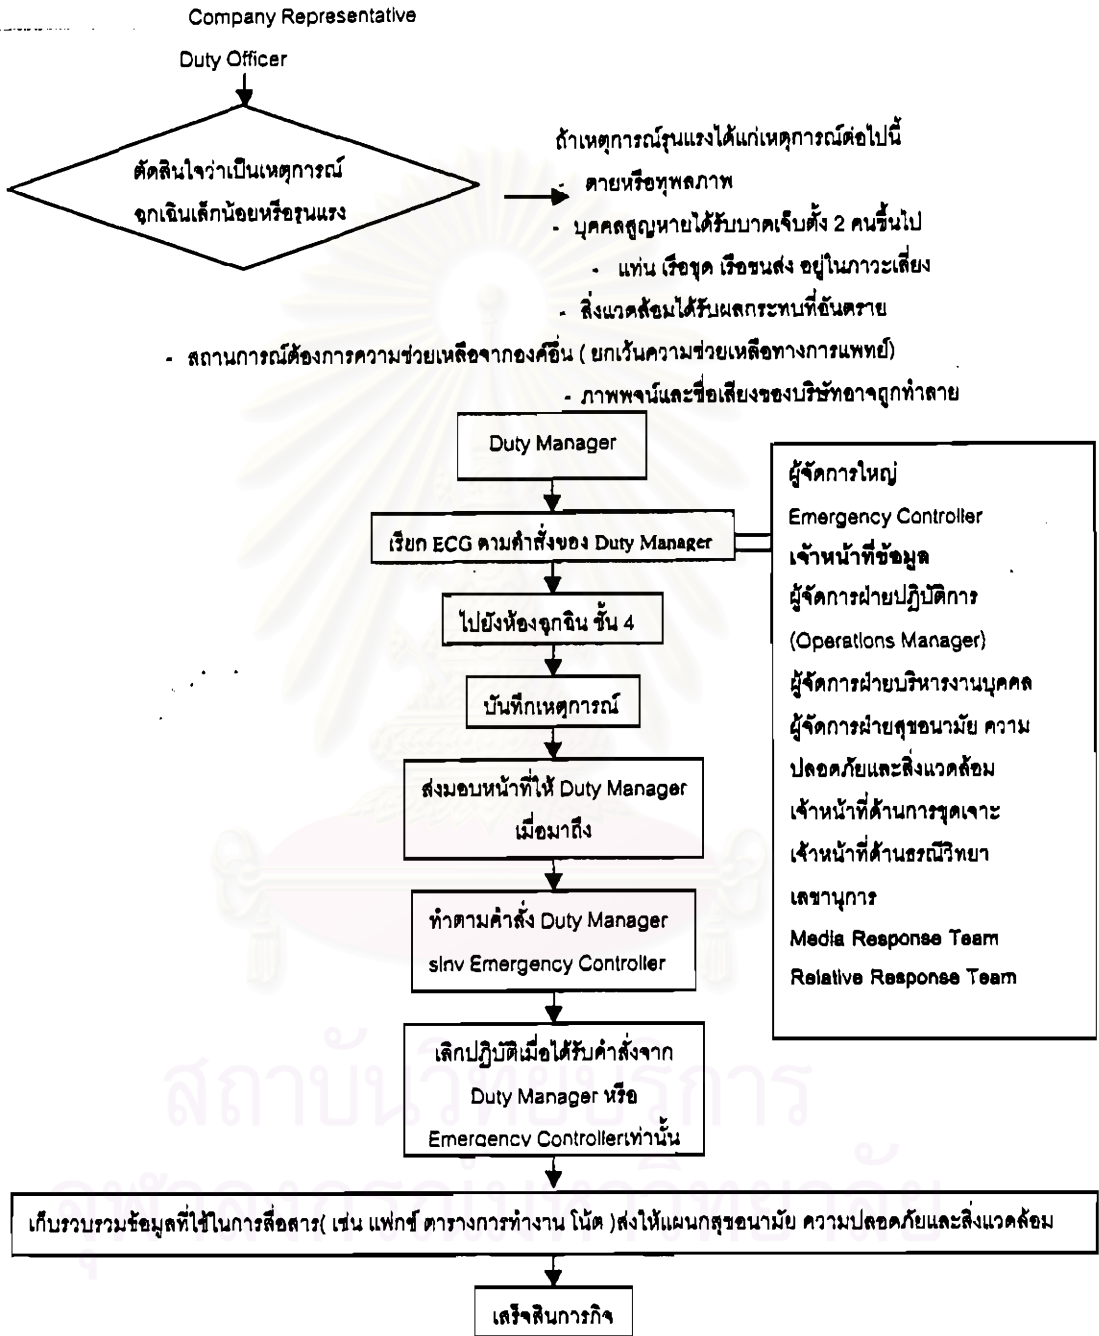 Company Representative
Duty Officer
ตัดสินใจว่าเป็นเหตุการณ์
ฉุกเฉินเล็กน้อยหรือรุนแรง
ถ้าเหตุการณ์รุนแรงได้แก่เหตุการณ์ต่อไปนี้
- ตายหรือทุพลภาพ
- บุคคลสูญหายได้รับบาดเจ็บตั้ง 2 คนขึ้นไป
- แท่น เรือขุด เรือขนส่ง อยู่ในภาวะเสี่ยง
- สิ่งแวดล้อมได้รับผลกระทบที่อันตราย
- สถานการณ์ต้องการความช่วยเหลือจากองค์อื่น ( ยกเว้นความช่วยเหลือทางการแพทย์)
- ภาพพจน์และชื่อเสียงของบริษัทอาจถูกทำลาย
Duty Manager
เรียก ECG ตามคำสั่งของ Duty Manager
ไปยังห้องฉุกฉิน ชั้น 4
บันทึกเหตุการณ์
ส่งมอบหน้าที่ให้ Duty Manager
เมื่อมาถึง
ทำตามคำสั่ง Duty Manager
sinv Emergency Controller
เลิกปฏิบัติเมื่อได้รับคำสั่งจาก
Duty Manager หรือ
Emergency Controllerเท่านั้น
ผู้จัดการใหญ่
Emergency Controller
เจ้าหน้าที่ข้อมูล
ผู้จัดการฝ่ายปฏิบัติการ
(Operations Manager)
ผู้จัดการฝ่ายบริหารงานบุคคล
ผู้จัดการฝ่ายสุขอนามัย ความ
ปลอดภัยและสิ่งแวดล้อม
เจ้าหน้าที่ด้านการขุดเจาะ
เจ้าหน้าที่ด้านธรณีวิทยา
เลขานุการ
Media Response Team
Relative Response Team
เก็บรวบรวมข้อมูลที่ใช้ในการสื่อสาร( เช่น แฟกซ์ ตารางการทำงาน โน้ต )ส่งให้แผนกสุขอนามัย ความปลอดภัยและสิ่งแวดล้อม
เสร็จสินภารกิจ
สถาบันวิทยบริการ
จุฬาลงกรณ์มหาวิทยาลัย